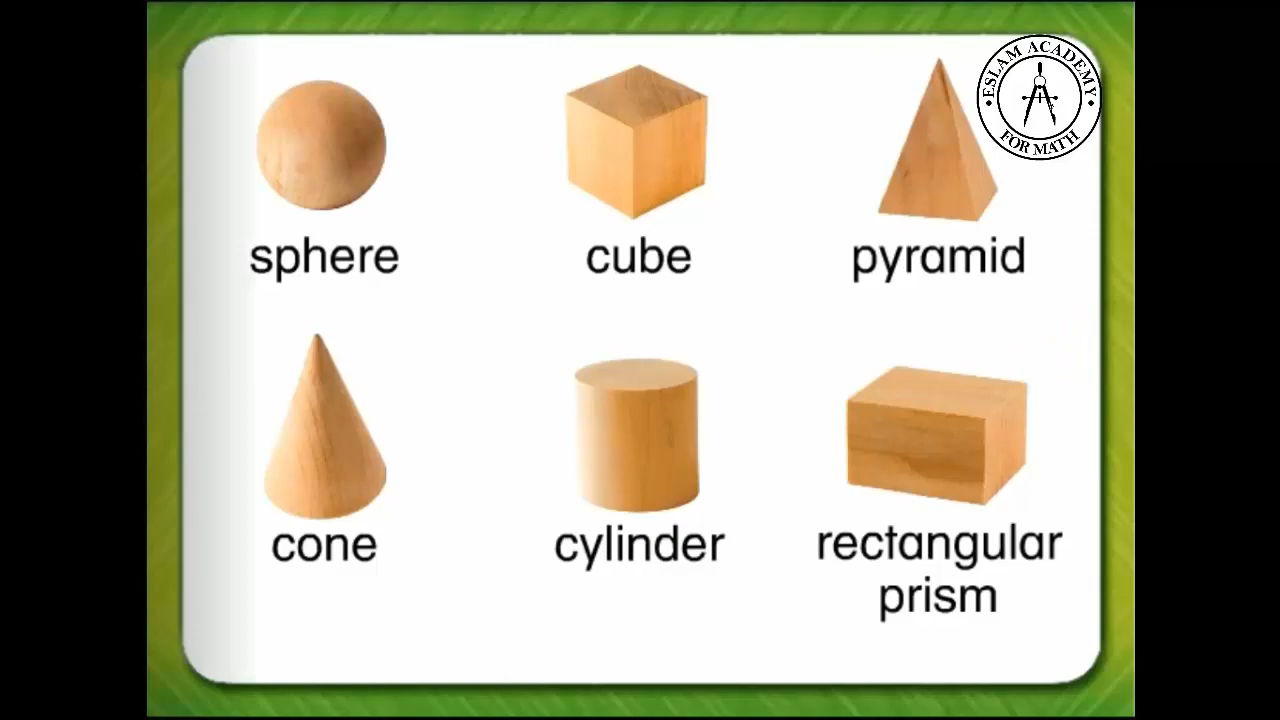 ESLAM ACADEMY
FOR MATH
sphere
cube
pyramid
cone
cylinder
rectangular
prism